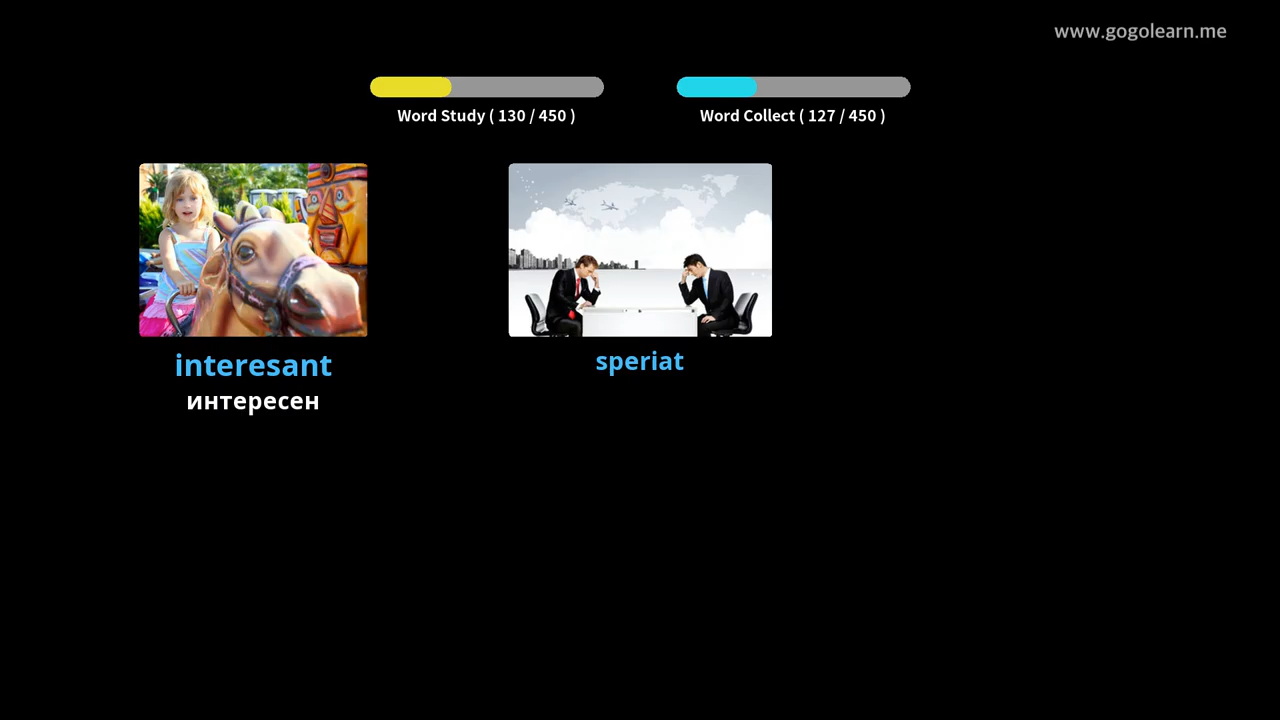 www.gogolearn.me
Word Study ( 130 / 450 )
Word Collect ( 127 / 450 )
interesant
интересен
speriat